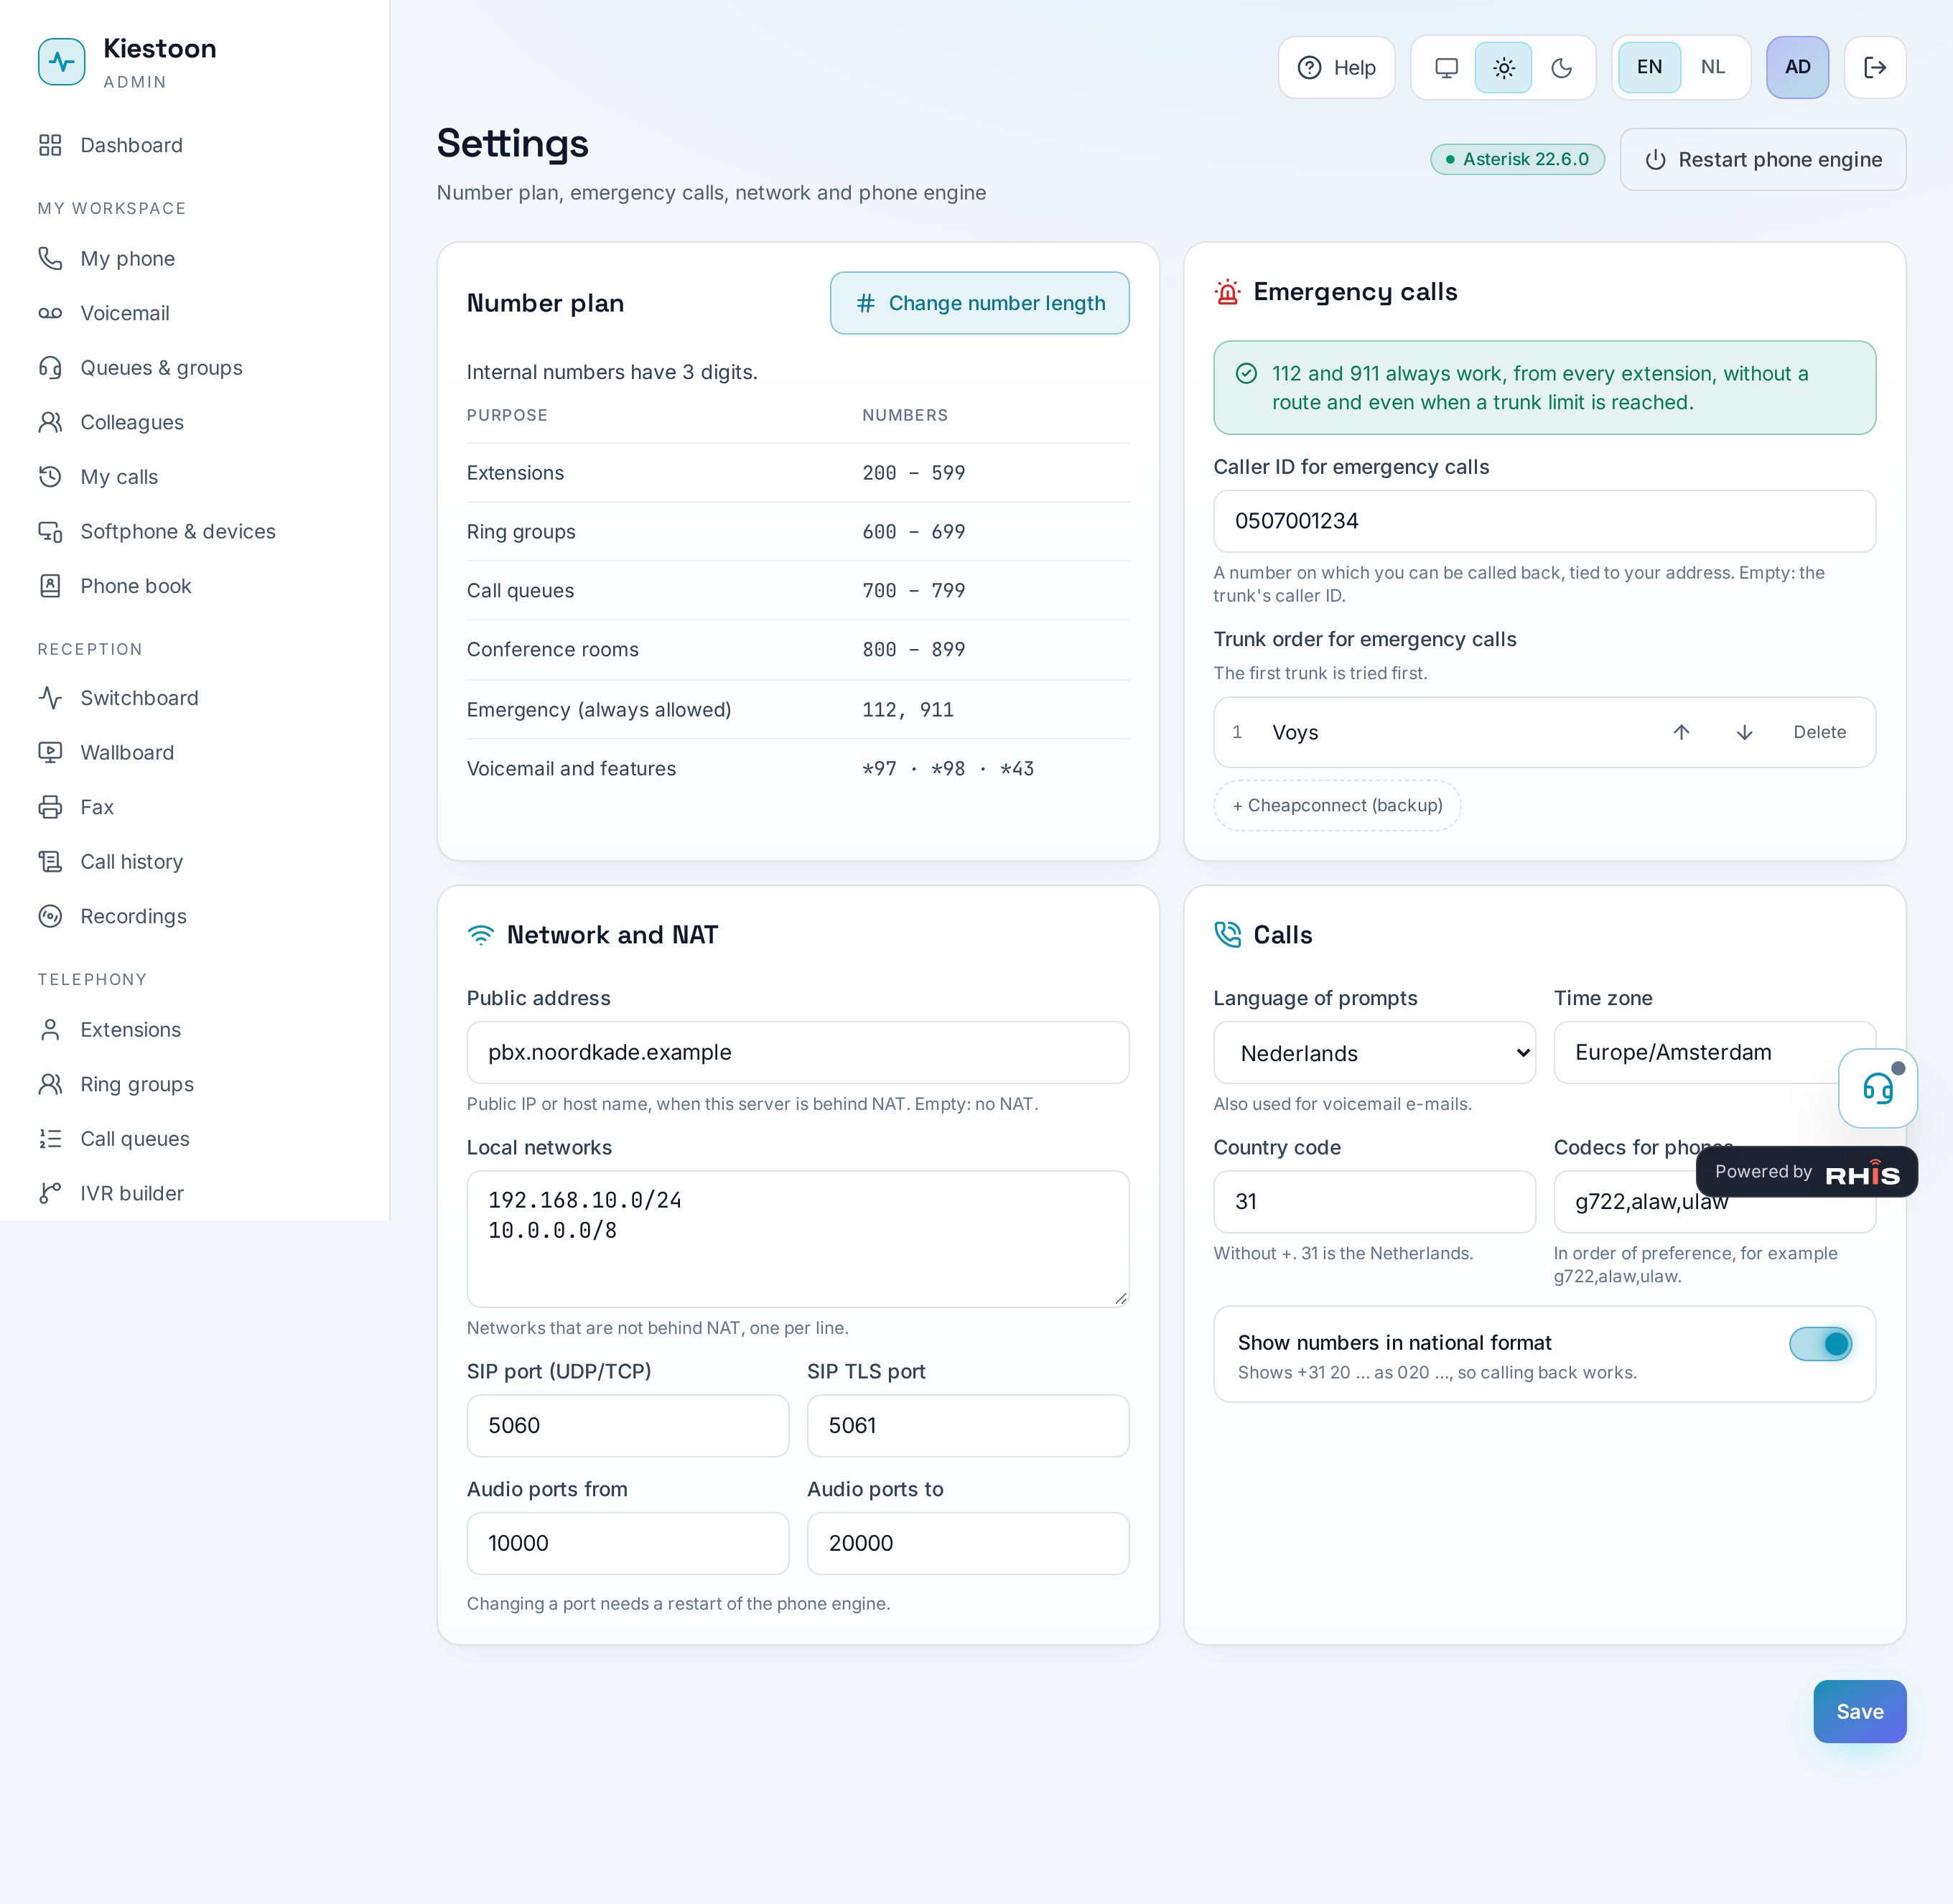 Kiestoon
ADMIN
Dashboard
MY WORKSPACE
My phone
Voicemail
Queues & groups
Colleagues
My calls
Softphone & devices
Phone book
RECEPTION
Switchboard
Wallboard
Fax
Call history
Recordings
TELEPHONY
Extensions
Ring groups
Call queues
IVR builder
Help
EN
NL
AD
Settings
Number plan, emergency calls, network and phone engine
Asterisk 22.6.0
Restart phone engine
Number plan
Change number length
Internal numbers have 3 digits.
PURPOSE NUMBERS
Extensions 200 – 599
Ring groups 600 – 699
Call queues 700 – 799
Conference rooms 800 – 899
Emergency (always allowed) 112, 911
Voicemail and features *97 · *98 · *43
Emergency calls
112 and 911 always work, from every extension, without a
route and even when a trunk limit is reached.
Caller ID for emergency calls
0507001234
A number on which you can be called back, tied to your address. Empty: the
trunk's caller ID.
Trunk order for emergency calls
The first trunk is tried first.
1 Voys Delete
+ Cheapconnect (backup)
Network and NAT
Public address
pbx.noordkade.example
Public IP or host name, when this server is behind NAT. Empty: no NAT.
Local networks
192.168.10.0/24
10.0.0.0/8
Networks that are not behind NAT, one per line.
SIP port (UDP/TCP) SIP TLS port
5060 5061
Audio ports from Audio ports to
10000 20000
Changing a port needs a restart of the phone engine.
Calls
Language of prompts Time zone
Nederlands Europe/Amsterdam
Also used for voicemail e-mails.
Country code Codecs for phones
31 g722,alaw,ulaw
Without +. 31 is the Netherlands.
In order of preference, for example
g722,alaw,ulaw.
Show numbers in national format
Shows +31 20 ... as 020 ..., so calling back works.
Powered by RHiS
Save